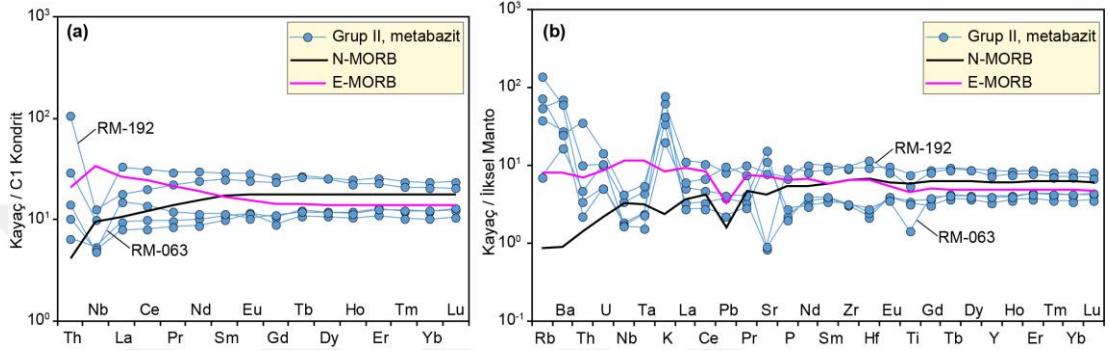 (a)
Grup II, metabazit
N-MORB
E-MORB
RM-192
RM-063
Kayaç / C1 Kondrit
10³
10²
10¹
10⁰
Nb Ce Nd Eu Tb Ho Tm Lu
Th La Pr Sm Gd Dy Er Yb
(b)
Grup II, metabazit
N-MORB
E-MORB
RM-192
RM-063
Kayaç / İlksel Manto
10³
10²
10¹
10⁰
10⁻¹
Ba U Ta La Pb Sr Nd Zr Eu Gd Dy Ho Tm Lu
Rb Th Nb K Ce Pr P Sm Hf Ti Tb Y Er Yb